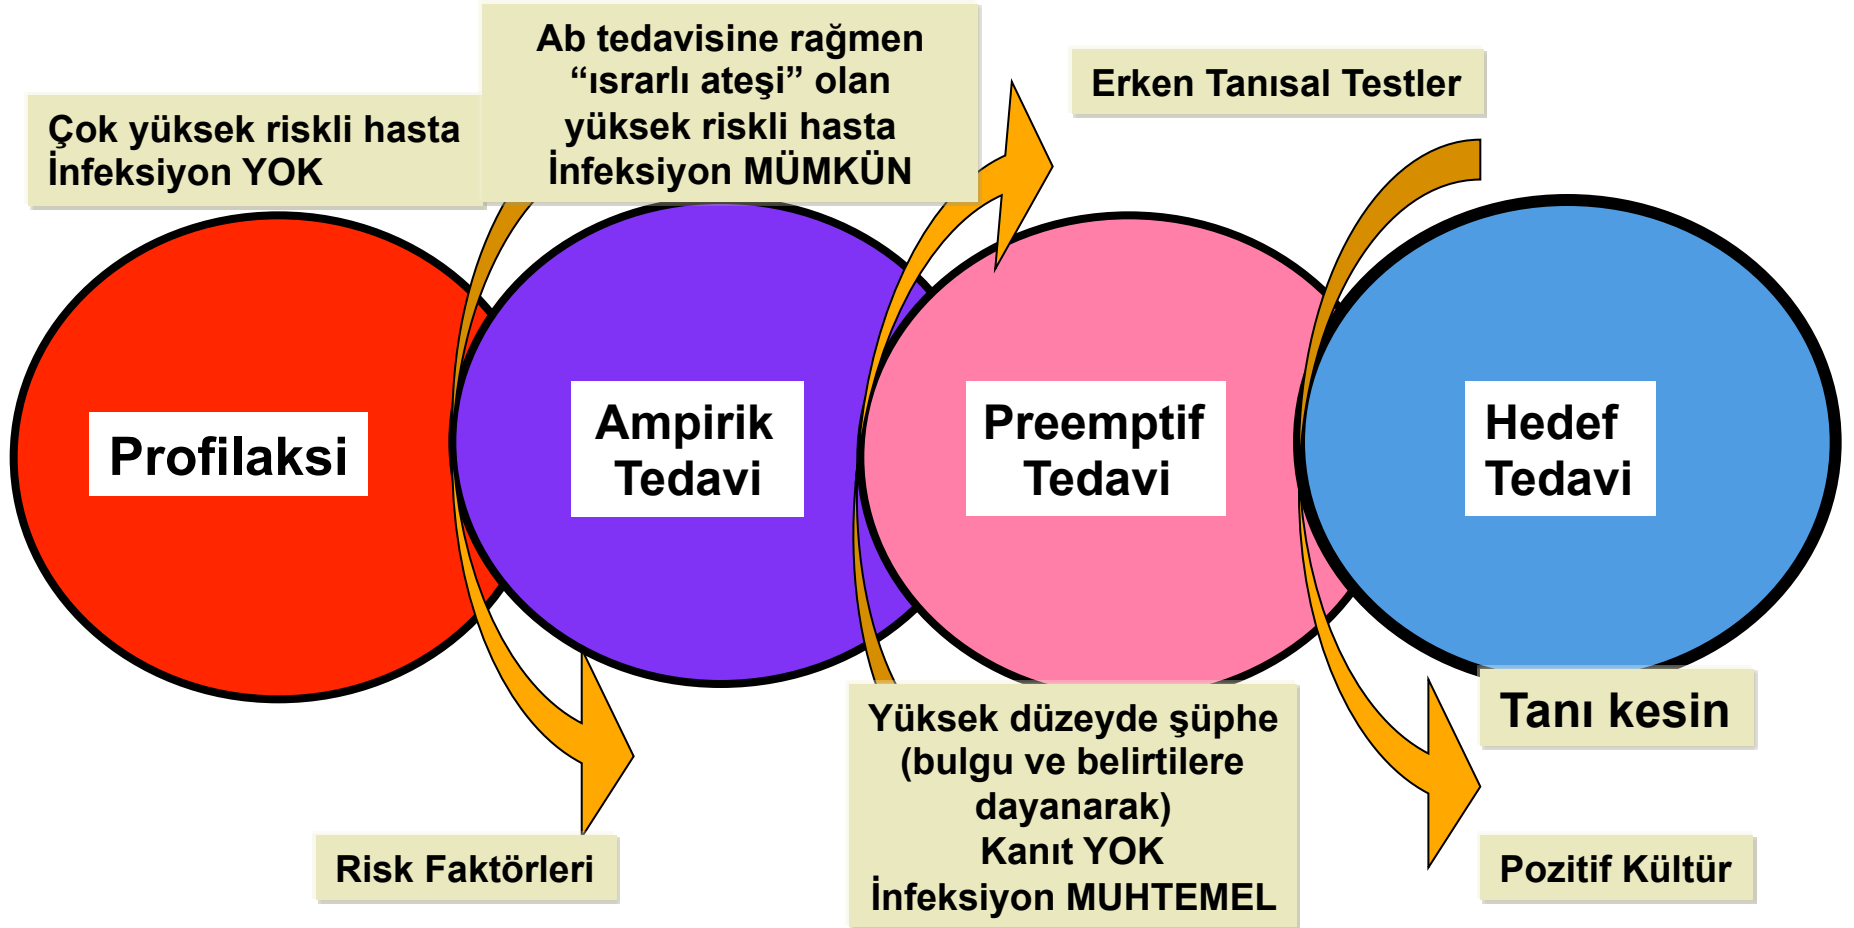 Çok yüksek riskli hasta
İnfeksiyon YOK
Ab tedavisine rağmen
“ısrarlı ateşi” olan
yüksek riskli hasta
İnfeksiyon MÜMKÜN
Erken Tanısal Testler
Profilaksi
Ampirik
Tedavi
Preemptif
Tedavi
Hedef
Tedavi
Risk Faktörleri
Yüksek düzeyde şüphe
(bulgu ve belirtilere
dayanarak)
Kanıt YOK
İnfeksiyon MUHTEMEL
Tanı kesin
Pozitif Kültür